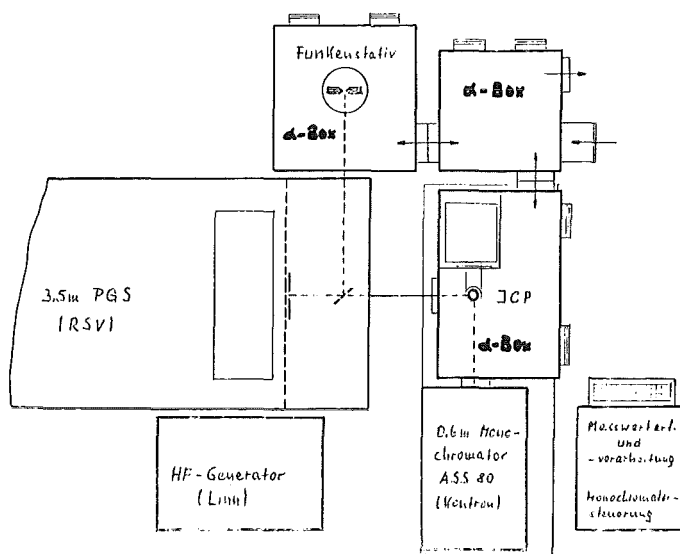 Funkenstativ
α-Box
α-Box
3.5m PGS
(RSV)
ICP
α-Box
HF-Generator
(Linn)
0.6m Mono-
chromator
ASS 80
(Kontron)
Messwerterf.
und
-verarbeitung
Monochromator-
steuerung